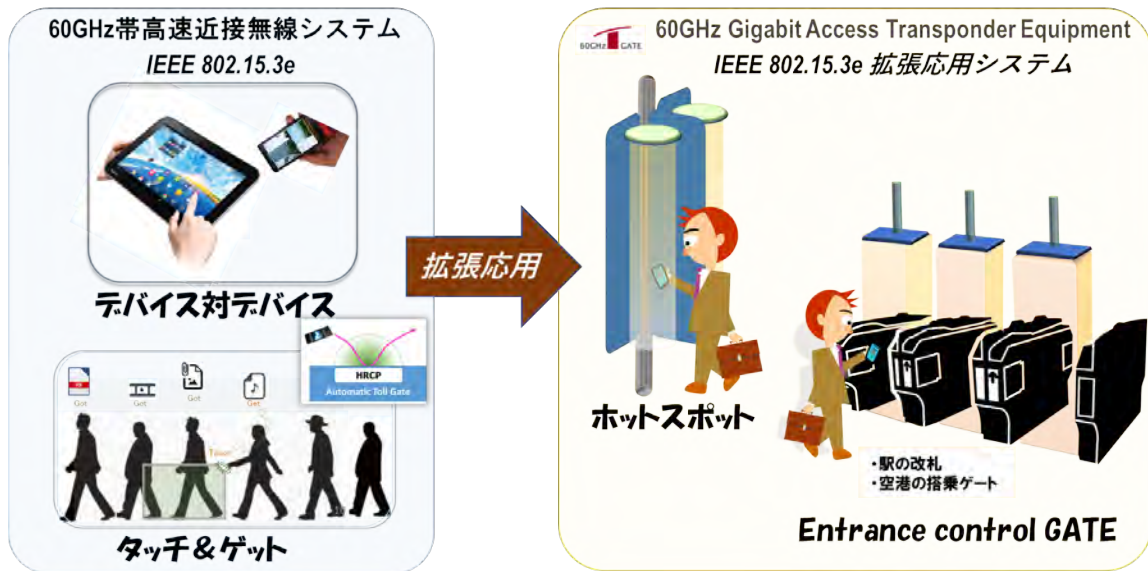 60GHz帯高速近接無線システム
IEEE 802.15.3e
デバイス対デバイス
HRCP
Automatic Toll Gate
Got
Got
Got
Get
Touch
タッチ&ゲット
拡張応用
60GHz GATE
60GHz Gigabit Access Transponder Equipment
IEEE 802.15.3e 拡張応用システム
ホットスポット
・駅の改札
・空港の搭乗ゲート
Entrance control GATE